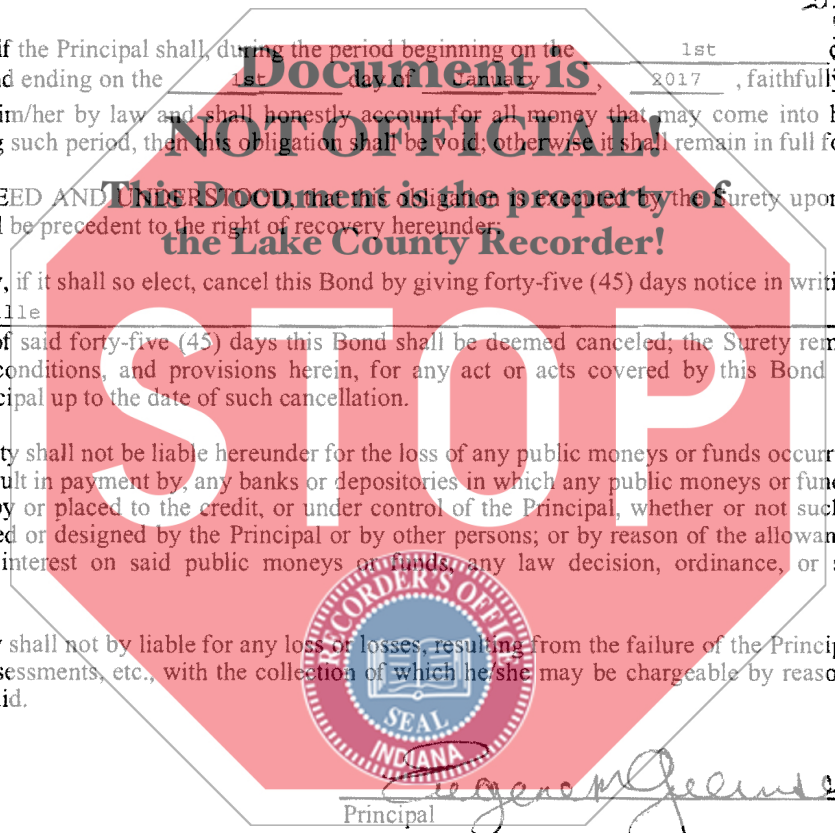 if the Principal shall, during the period beginning on the 1st
d ending on the 1st day of January, 2017, faithfully
im/her by law and shall honestly account for all money that may come into h
g such period, then this obligation shall be void; otherwise it shall remain in full fo
EED AND UNDERSTOOD, that this obligation is executed by the Surety upon
l be precedent to the right of recovery hereunder:
y, if it shall so elect, cancel this Bond by giving forty-five (45) days notice in writi
ille
of said forty-five (45) days this Bond shall be deemed canceled; the Surety rem
conditions, and provisions herein, for any act or acts covered by this Bond
cipal up to the date of such cancellation.
ty shall not be liable hereunder for the loss of any public moneys or funds occurr
ult in payment by, any banks or depositories in which any public moneys or fun
by or placed to the credit, or under control of the Principal, whether or not such
ed or designed by the Principal or by other persons; or by reason of the allowan
interest on said public moneys or funds, any law decision, ordinance, or s
y shall not by liable for any loss or losses, resulting from the failure of the Princip
sessments, etc., with the collection of which he/she may be chargeable by reaso
id.
Principal
Document is
NOT OFFICIAL!
This Document is the property of
the Lake County Recorder!
STOP
RECORDER'S OFFICE
SEAL
INDIANA